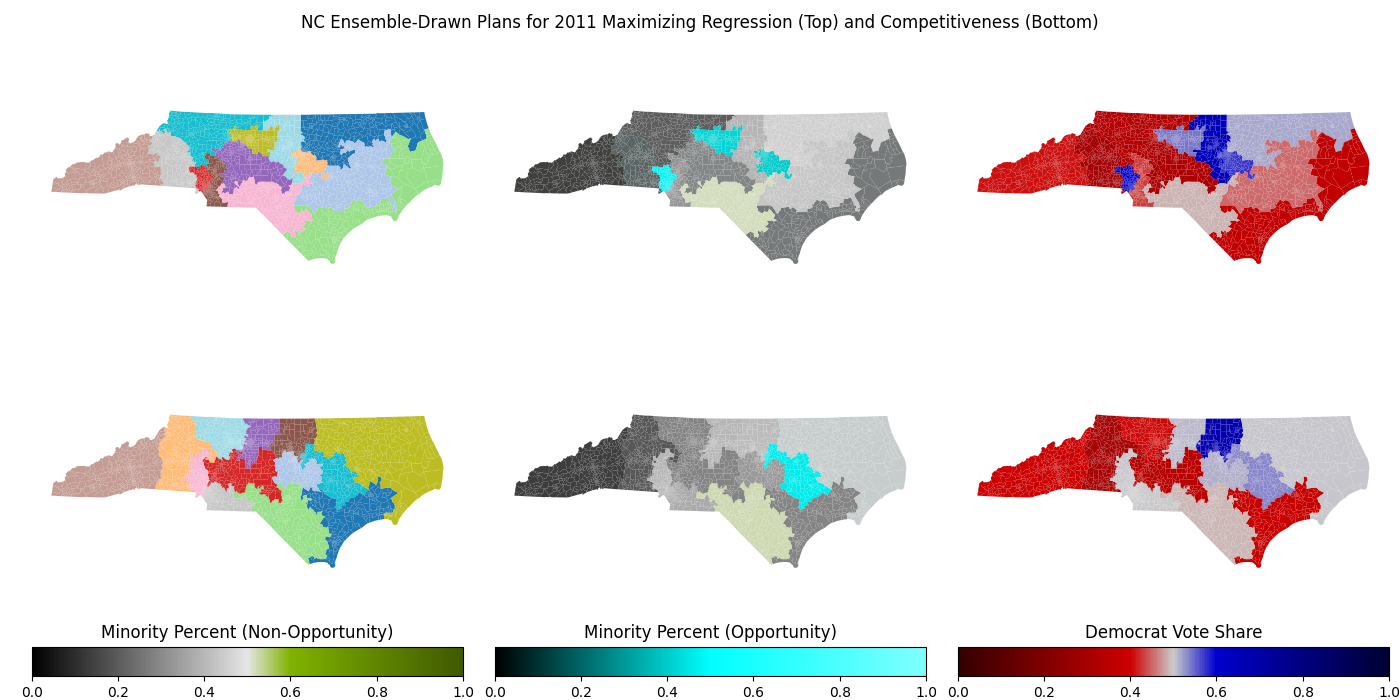 NC Ensemble-Drawn Plans for 2011 Maximizing Regression (Top) and Competitiveness (Bottom)
Minority Percent (Non-Opportunity)
0.0 0.2 0.4 0.6 0.8 1.0
Minority Percent (Opportunity)
0.0 0.2 0.4 0.6 0.8 1.0
Democrat Vote Share
0.0 0.2 0.4 0.6 0.8 1.0